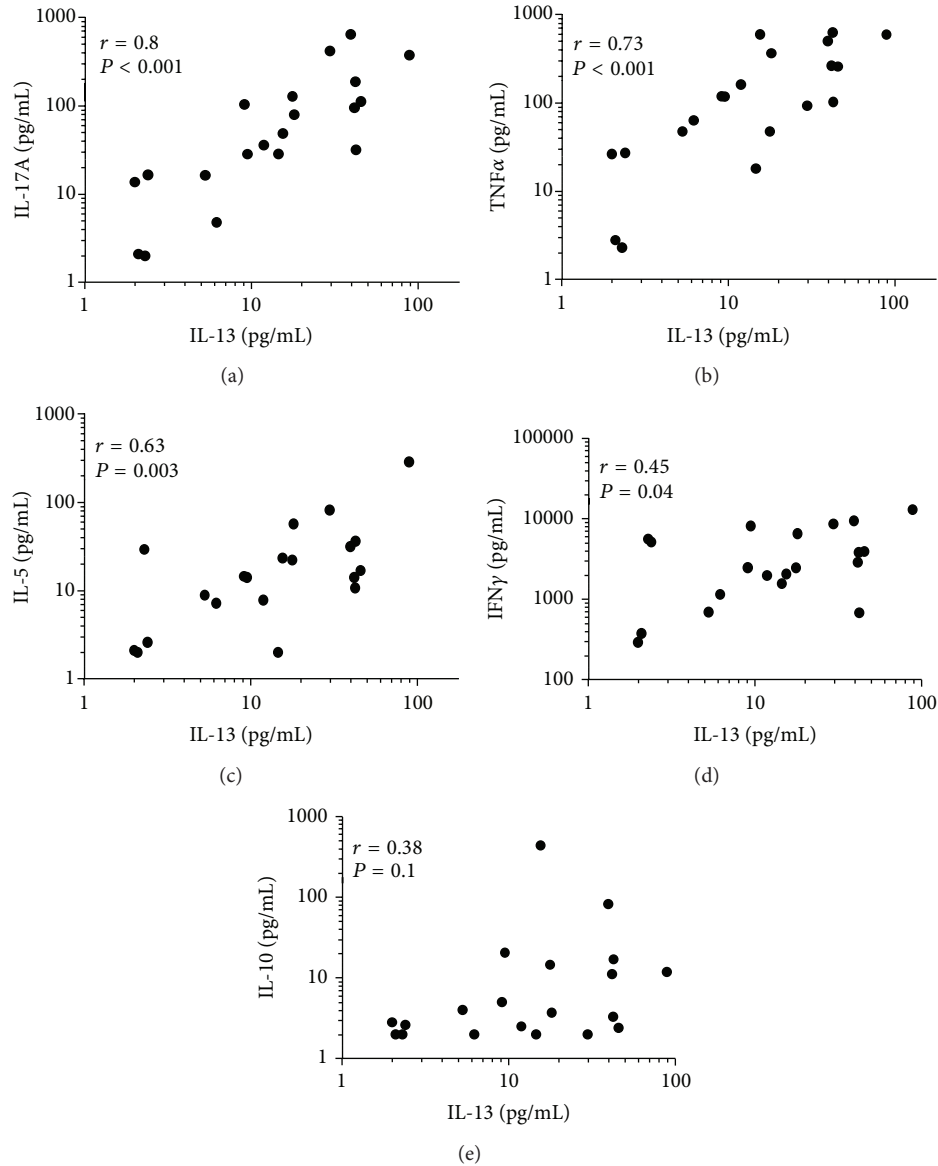 r = 0.8
P < 0.001
1000
100
10
1
IL-17A (pg/mL)
1 10 100
IL-13 (pg/mL)
(a)
r = 0.73
P < 0.001
1000
100
10
1
TNFα (pg/mL)
1 10 100
IL-13 (pg/mL)
(b)
r = 0.63
P = 0.003
1000
100
10
1
IL-5 (pg/mL)
1 10 100
IL-13 (pg/mL)
(c)
r = 0.45
P = 0.04
100000
10000
1000
100
IFNγ (pg/mL)
1 10 100
IL-13 (pg/mL)
(d)
r = 0.38
P = 0.1
1000
100
10
1
IL-10 (pg/mL)
1 10 100
IL-13 (pg/mL)
(e)